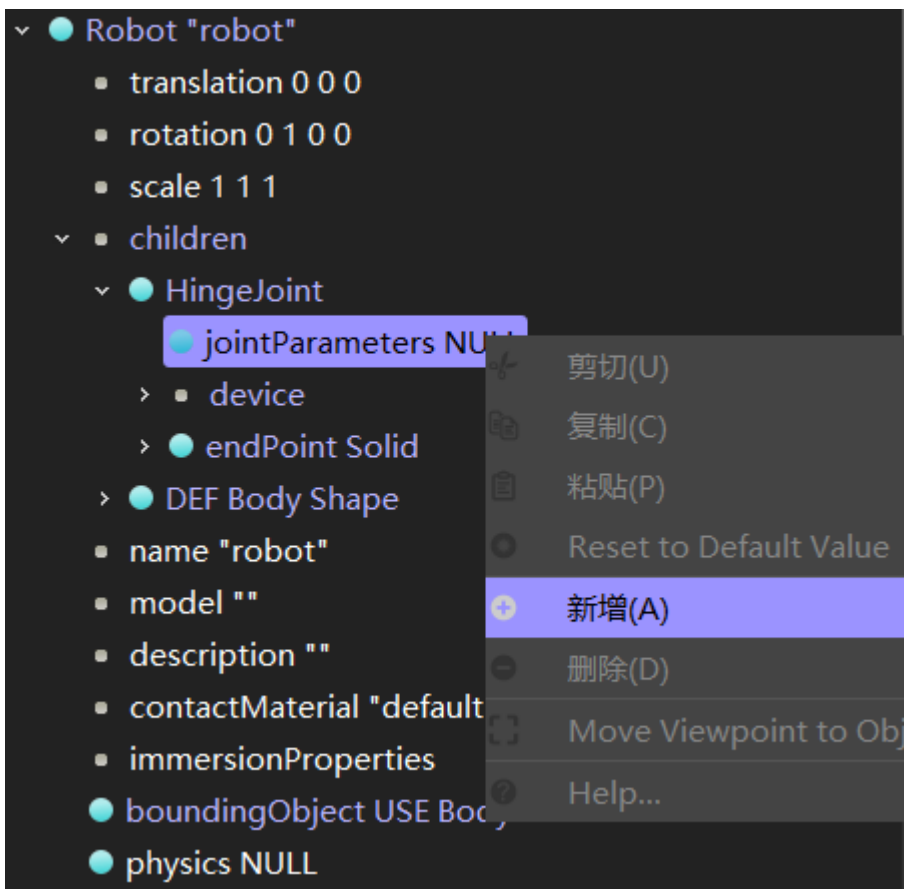 Robot "robot"
translation 0 0 0
rotation 0 1 0 0
scale 1 1 1
children
HingeJoint
jointParameters
device
endPoint Solid
DEF Body Shape
name "robot"
model ""
description ""
contactMaterial "default
immersionProperties
boundingObject USE
physics NULL
剪切(U)
复制(C)
粘贴(P)
Reset to Default Value
新增(A)
删除(D)
Move Viewpoint to Obj
Help...